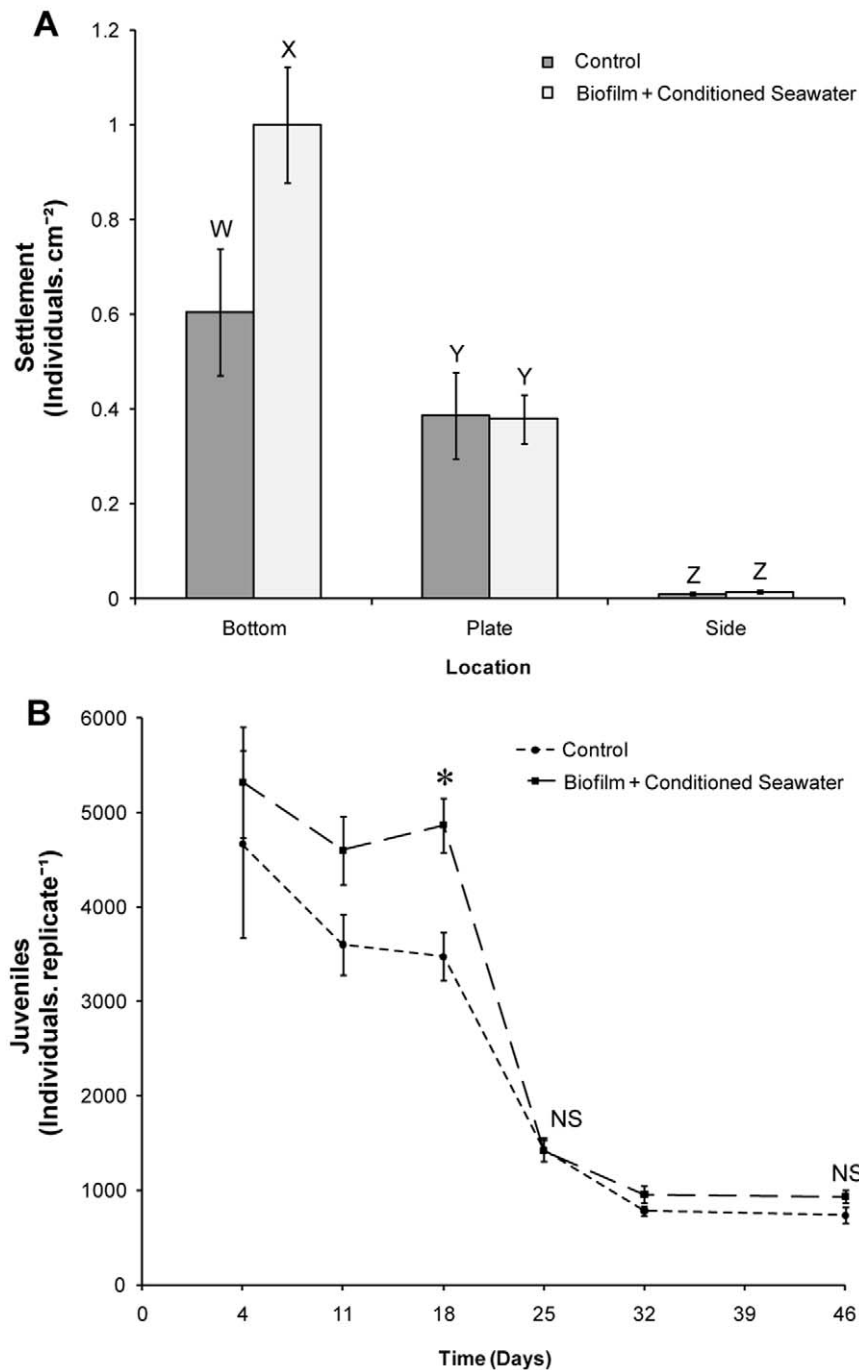 A
1.2
1
0.8
0.6
0.4
0.2
0
Settlement
(Individuals. cm⁻²)
Control
Biofilm + Conditioned Seawater
W
X
Y
Y
Z
Z
Bottom
Plate
Side
Location
B
6000
5000
4000
3000
2000
1000
0
Juveniles
(Individuals. replicate⁻¹)
Control
Biofilm + Conditioned Seawater
*
NS
NS
0
4
11
18
25
32
39
46
Time (Days)